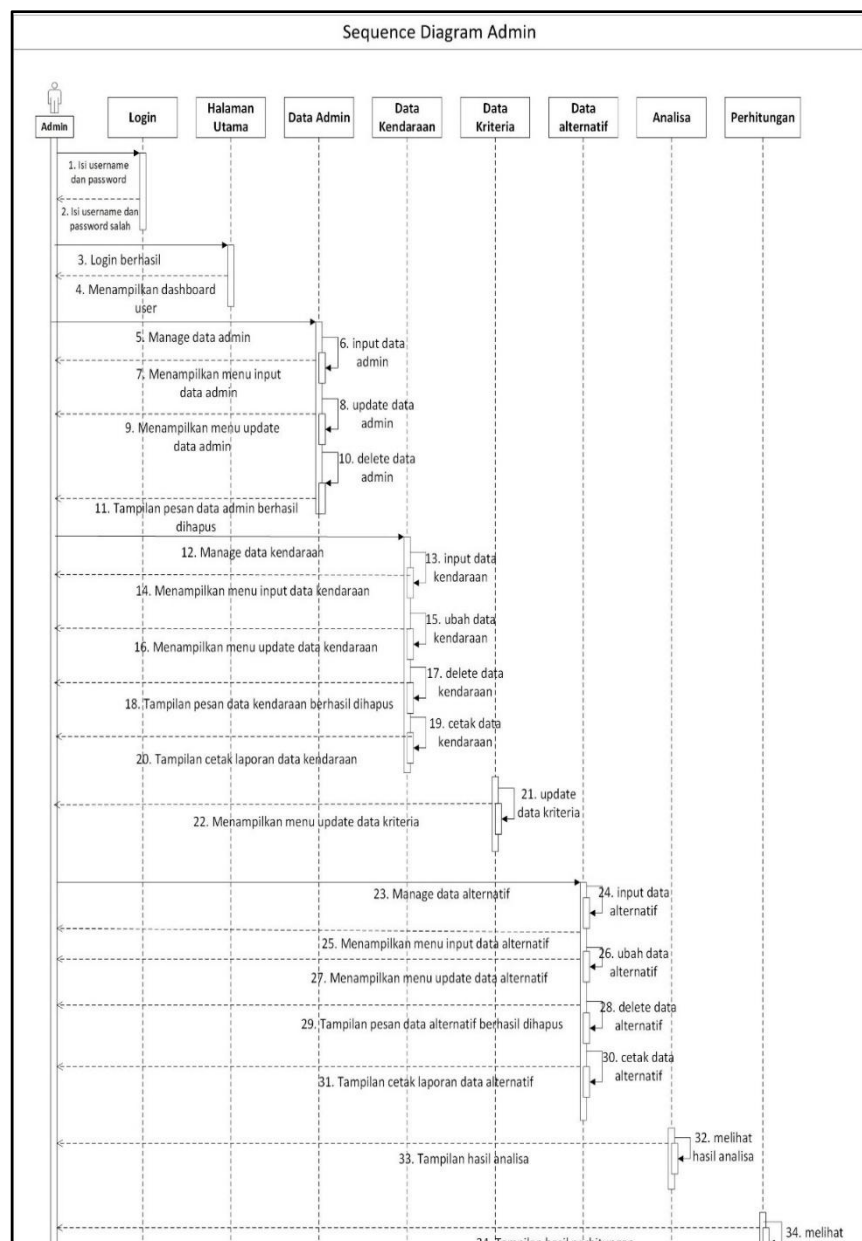 Sequence Diagram Admin
Admin
Login
Halaman
Utama
Data Admin
Data
Kendaraan
Data
Kriteria
Data
alternatif
Analisa
Perhitungan
1. Isi username
dan password
2. Isi username dan
password salah
3. Login berhasil
4. Menampilkan dashboard
user
5. Manage data admin
6. input data
admin
7. Menampilkan menu input
data admin
8. update data
admin
9. Menampilkan menu update
data admin
10. delete data
admin
11. Tampilan pesan data admin berhasil
dihapus
12. Manage data kendaraan
13. input data
kendaraan
14. Menampilkan menu input data kendaraan
15. ubah data
kendaraan
16. Menampilkan menu update data kendaraan
17. delete data
kendaraan
18. Tampilan pesan data kendaraan berhasil dihapus
19. cetak data
kendaraan
20. Tampilan cetak laporan data kendaraan
21. update
data kriteria
22. Menampilkan menu update data kriteria
23. Manage data alternatif
24. input data
alternatif
25. Menampilkan menu input data alternatif
26. ubah data
alternatif
27. Menampilkan menu update data alternatif
28. delete data
alternatif
29. Tampilan pesan data alternatif berhasil dihapus
30. cetak data
alternatif
31. Tampilan cetak laporan data alternatif
32. melihat
hasil analisa
33. Tampilan hasil analisa
34. melihat